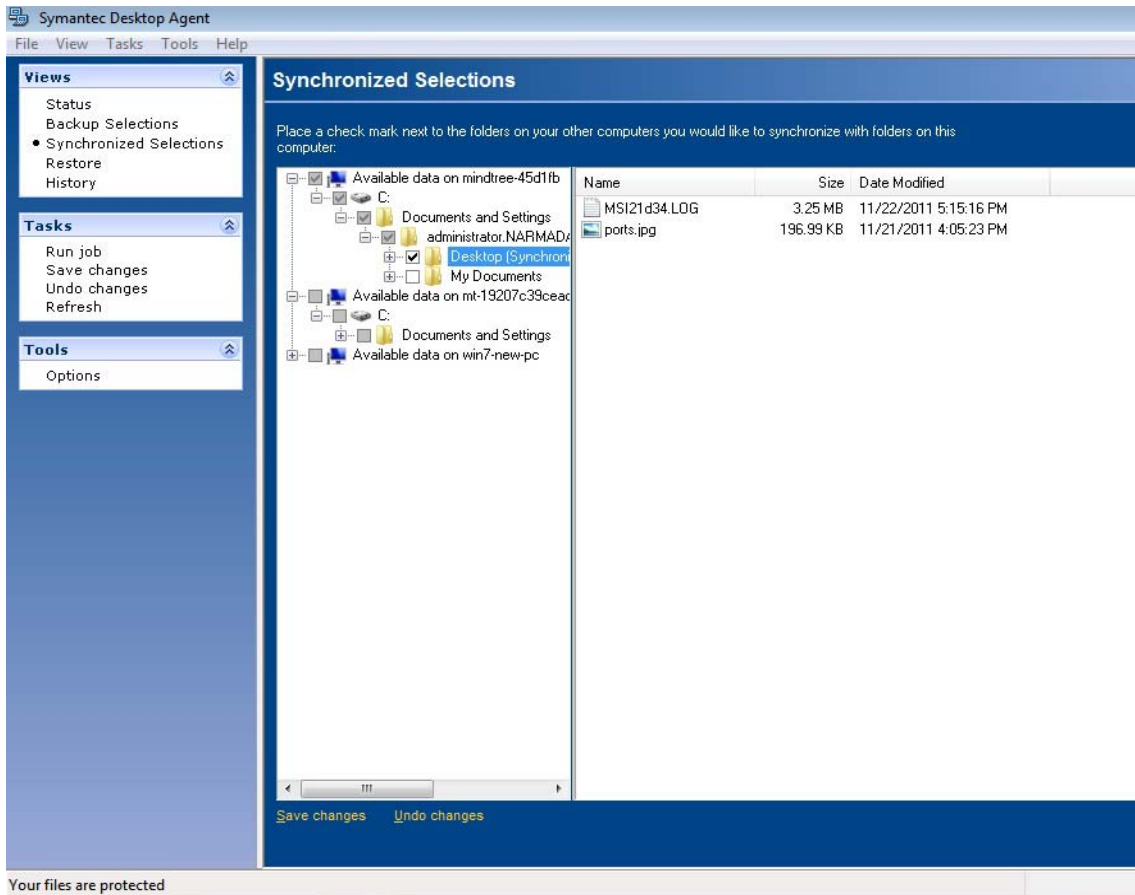 Symantec Desktop Agent
File View Tasks Tools Help
Views
Status
Backup Selections
Synchronized Selections
Restore
History
Tasks
Run job
Save changes
Undo changes
Refresh
Tools
Options
Synchronized Selections
Place a check mark next to the folders on your other computers you would like to synchronize with folders on this
computer:
Available data on mindtree-45d1fb
C:
Documents and Settings
administrator.NARMADA
Desktop (Synchroni
My Documents
Available data on mt-19207c39cead
C:
Documents and Settings
Available data on win7-new-pc
Name Size Date Modified
MSI21d34.LOG 3.25 MB 11/22/2011 5:15:16 PM
ports.jpg 196.99 KB 11/21/2011 4:05:23 PM
Save changes Undo changes
Your files are protected